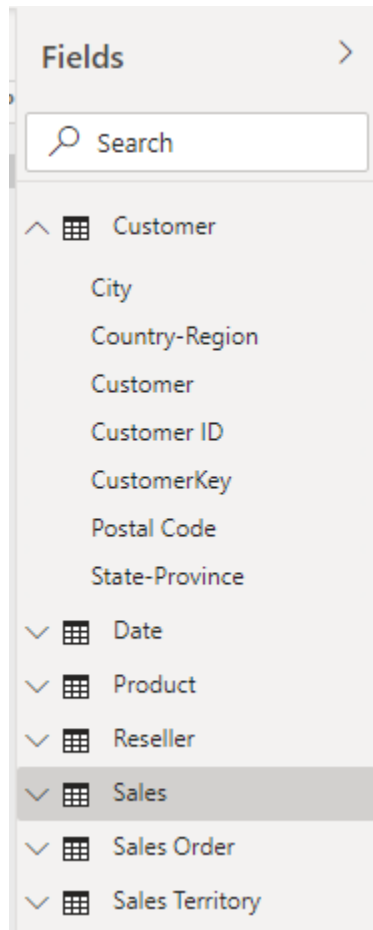 Fields
Search
Customer
City
Country-Region
Customer
Customer ID
CustomerKey
Postal Code
State-Province
Date
Product
Reseller
Sales
Sales Order
Sales Territory